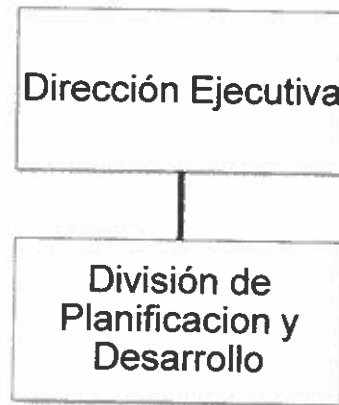 Dirección Ejecutiva
División de
Planificacion y
Desarrollo